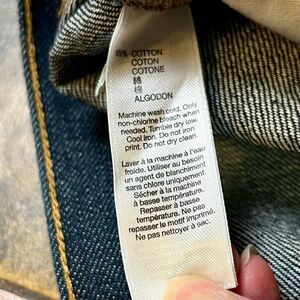 100% COTTON
COTON
COTONE
綿
棉
ALGODON
Machine wash cold. Only
non-chlorine bleach when
needed. Tumble dry low.
Cool iron. Do not iron
print. Do not dry clean.
Laver à la machine à l'eau
froide. Utiliser au besoin
un agent de blanchiment
sans chlore uniquement.
Sécher à la machine
à basse température.
Repasser à basse
température. Ne pas
repasser le motif imprimé.
Ne pas nettoyer à sac.